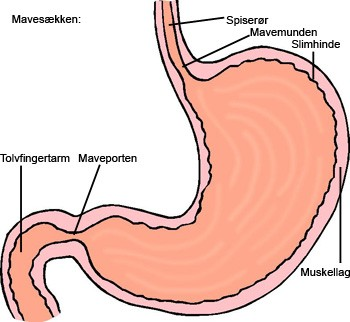 Mavesækken:
Spiserør
Mavemunden
Slimhinde
Tolvfingertarm
Maveporten
Muskellag